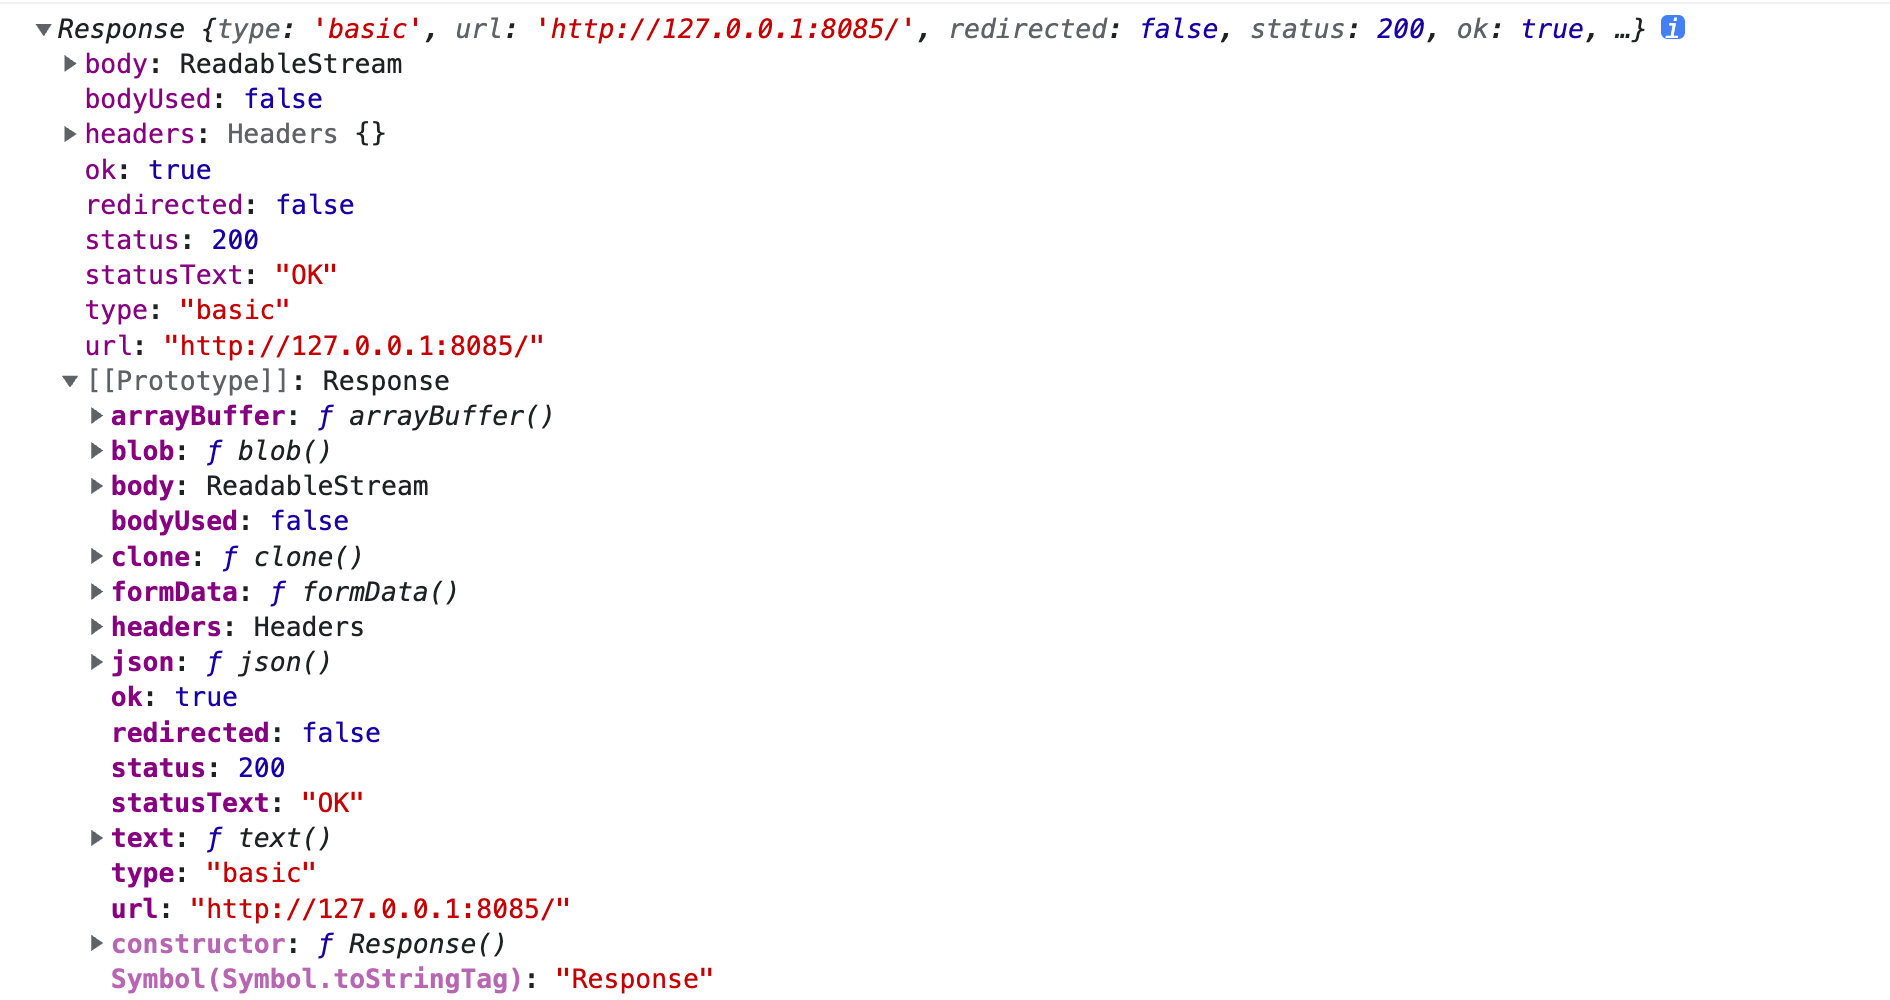 ▼Response {type: 'basic', url: 'http://127.0.0.1:8085/', redirected: false, status: 200, ok: true, …} i
▶body: ReadableStream
bodyUsed: false
▶headers: Headers {}
ok: true
redirected: false
status: 200
statusText: "OK"
type: "basic"
url: "http://127.0.0.1:8085/"
▼[[Prototype]]: Response
▶arrayBuffer: ƒ arrayBuffer()
▶blob: ƒ blob()
▶body: ReadableStream
bodyUsed: false
▶clone: ƒ clone()
▶formData: ƒ formData()
▶headers: Headers
▶json: ƒ json()
ok: true
redirected: false
status: 200
statusText: "OK"
▶text: ƒ text()
type: "basic"
url: "http://127.0.0.1:8085/"
▶constructor: ƒ Response()
Symbol(Symbol.toStringTag): "Response"